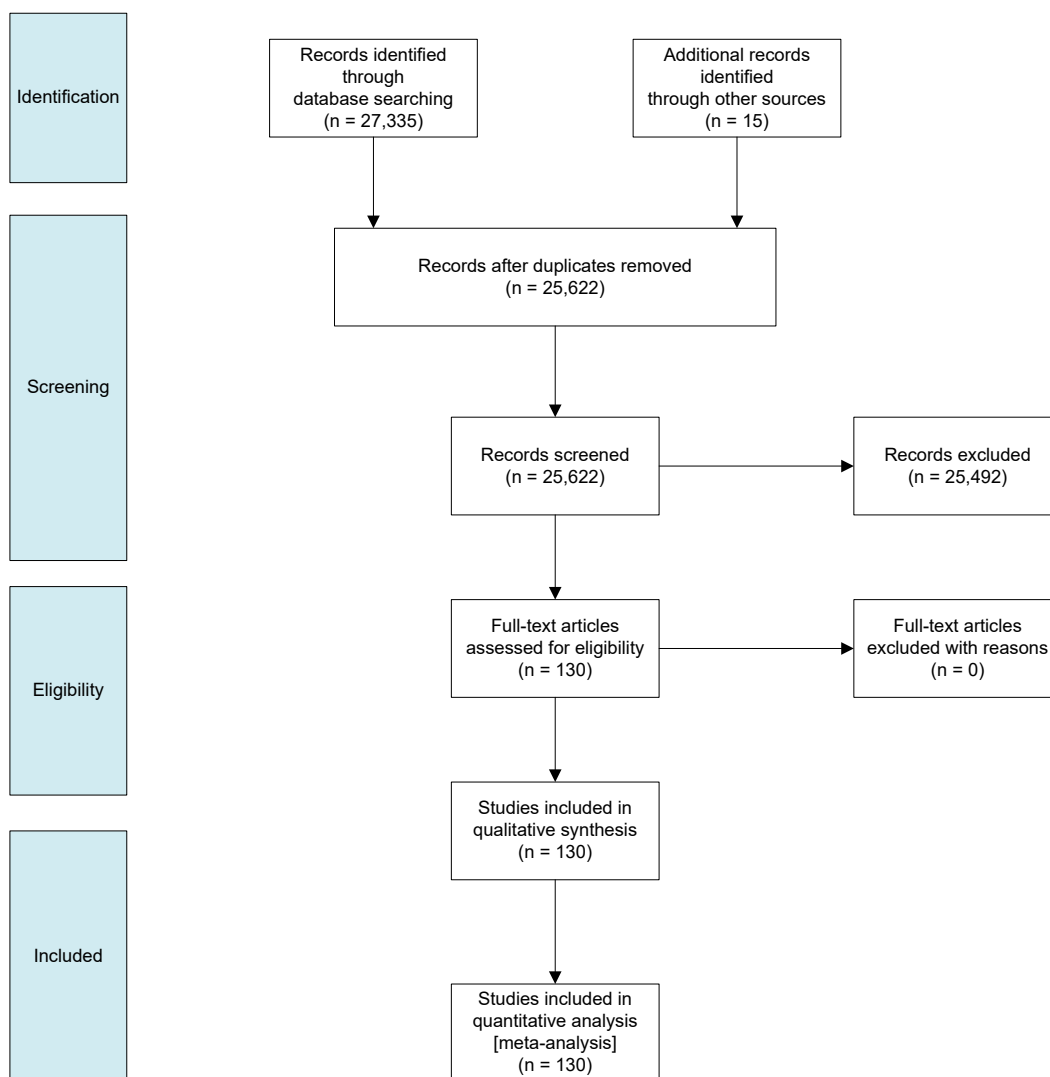 Identification
Records identified
through
database searching
(n = 27,335)
Additional records
identified
through other sources
(n = 15)
Screening
Records after duplicates removed
(n = 25,622)
Records screened
(n = 25,622)
Records excluded
(n = 25,492)
Eligibility
Full-text articles
assessed for eligibility
(n = 130)
Full-text articles
excluded with reasons
(n = 0)
Included
Studies included in
qualitative synthesis
(n = 130)
Studies included in
quantitative analysis
[meta-analysis]
(n = 130)